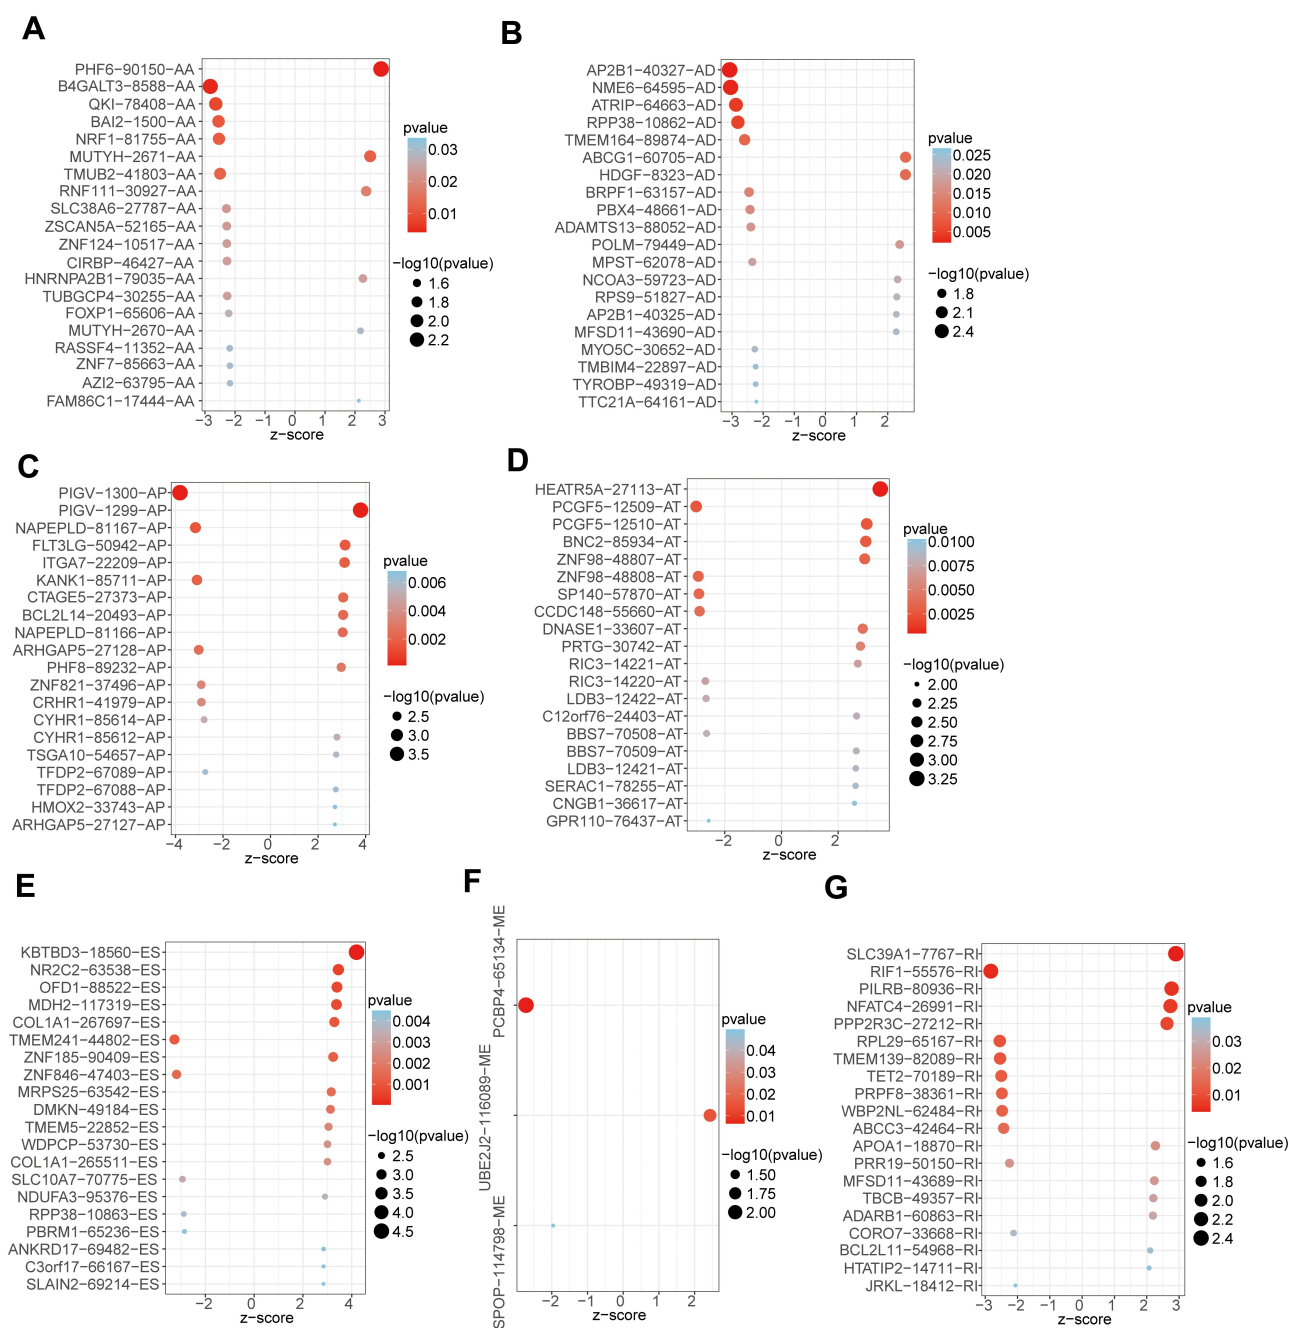 A
PHF6−90150−AA
B4GALT3−8588−AA
QKI−78408−AA
BAI2−1500−AA
NRF1−81755−AA
MUTYH−2671−AA
TMUB2−41803−AA
RNF111−30927−AA
SLC38A6−27787−AA
ZSCAN5A−52165−AA
ZNF124−10517−AA
CIRBP−46427−AA
HNRNPA2B1−79035−AA
TUBGCP4−30255−AA
FOXP1−65606−AA
MUTYH−2670−AA
RASSF4−11352−AA
ZNF7−85663−AA
AZI2−63795−AA
FAM86C1−17444−AA
−3 −2 −1 0 1 2 3
z−score
pvalue
0.03
0.02
0.01
−log10(pvalue)
1.6
1.8
2.0
2.2
B
AP2B1−40327−AD
NME6−64595−AD
ATRIP−64663−AD
RPP38−10862−AD
TMEM164−89874−AD
ABCG1−60705−AD
HDGF−8323−AD
BRPF1−63157−AD
PBX4−48661−AD
ADAMTS13−88052−AD
POLM−79449−AD
MPST−62078−AD
NCOA3−59723−AD
RPS9−51827−AD
AP2B1−40325−AD
MFSD11−43690−AD
MYO5C−30652−AD
TMBIM4−22897−AD
TYROBP−49319−AD
TTC21A−64161−AD
−3 −2 −1 0 1 2
z−score
pvalue
0.025
0.020
0.015
0.010
0.005
−log10(pvalue)
1.8
2.1
2.4
C
PIGV−1300−AP
PIGV−1299−AP
NAPEPLD−81167−AP
FLT3LG−50942−AP
ITGA7−22209−AP
KANK1−85711−AP
CTAGE5−27373−AP
BCL2L14−20493−AP
NAPEPLD−81166−AP
ARHGAP5−27128−AP
PHF8−89232−AP
ZNF821−37496−AP
CRHR1−41979−AP
CYHR1−85614−AP
CYHR1−85612−AP
TSGA10−54657−AP
TFDP2−67089−AP
TFDP2−67088−AP
HMOX2−33743−AP
ARHGAP5−27127−AP
−4 −2 0 2 4
z−score
pvalue
0.006
0.004
0.002
−log10(pvalue)
2.5
3.0
3.5
D
HEATR5A−27113−AT
PCGF5−12509−AT
PCGF5−12510−AT
BNC2−85934−AT
ZNF98−48807−AT
ZNF98−48808−AT
SP140−57870−AT
CCDC148−55660−AT
DNASE1−33607−AT
PRTG−30742−AT
RIC3−14221−AT
RIC3−14220−AT
LDB3−12422−AT
C12orf76−24403−AT
BBS7−70508−AT
BBS7−70509−AT
LDB3−12421−AT
SERAC1−78255−AT
CNGB1−36617−AT
GPR110−76437−AT
−2 0 2
z−score
pvalue
0.0100
0.0075
0.0050
0.0025
−log10(pvalue)
2.00
2.25
2.50
2.75
3.00
3.25
E
KBTBD3−18560−ES
NR2C2−63538−ES
OFD1−88522−ES
MDH2−117319−ES
COL1A1−267697−ES
TMEM241−44802−ES
ZNF185−90409−ES
ZNF846−47403−ES
MRPS25−63542−ES
DMKN−49184−ES
TMEM5−22852−ES
WDPCP−53730−ES
COL1A1−265511−ES
SLC10A7−70775−ES
NDUFA3−95376−ES
RPP38−10863−ES
PBRM1−65236−ES
ANKRD17−69482−ES
C3orf17−66167−ES
SLAIN2−69214−ES
−2 0 2 4
z−score
pvalue
0.004
0.003
0.002
0.001
−log10(pvalue)
2.5
3.0
3.5
4.0
4.5
F
PCBP4−65134−ME
UBE2J2−116089−ME
SPOP−114798−ME
−2 −1 0 1 2
z−score
pvalue
0.04
0.03
0.02
0.01
−log10(pvalue)
1.50
1.75
2.00
G
SLC39A1−7767−RI
RIF1−55576−RI
PILRB−80936−RI
NFATC4−26991−RI
PPP2R3C−27212−RI
RPL29−65167−RI
TMEM139−82089−RI
TET2−70189−RI
PRPF8−38361−RI
WBP2NL−62484−RI
ABCC3−42464−RI
APOA1−18870−RI
PRR19−50150−RI
MFSD11−43689−RI
TBCB−49357−RI
ADARB1−60863−RI
CORO7−33668−RI
BCL2L11−54968−RI
HTATIP2−14711−RI
JRKL−18412−RI
−3 −2 −1 0 1 2 3
z−score
pvalue
0.03
0.02
0.01
−log10(pvalue)
1.6
1.8
2.0
2.2
2.4